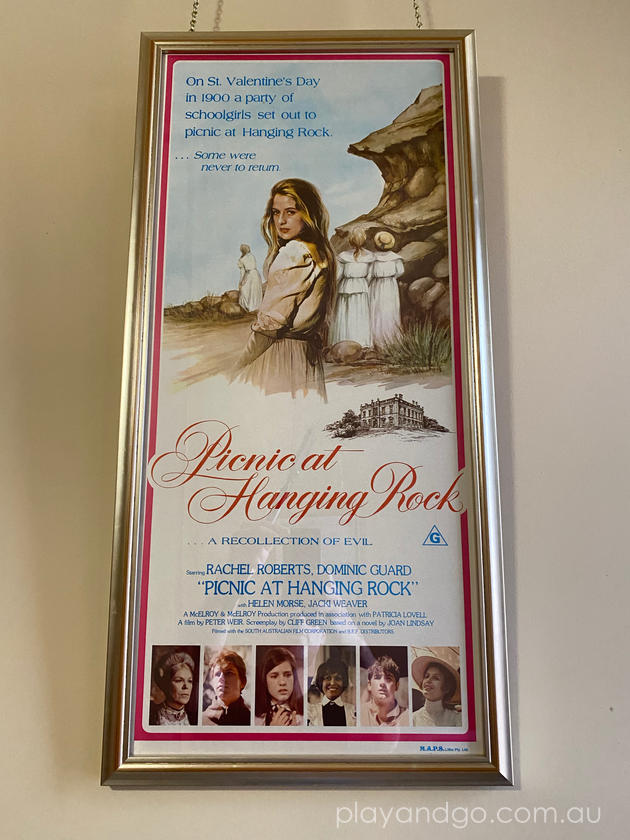 On St. Valentine's Day
in 1900 a party of
schoolgirls set out to
picnic at Hanging Rock.
... Some were
never to return.
Picnic at
Hanging Rock
... A RECOLLECTION OF EVIL
G
Starring RACHEL ROBERTS, DOMINIC GUARD
"PICNIC AT HANGING ROCK"
with HELEN MORSE, JACKI WEAVER
A McELROY & McELROY Production produced in association with PATRICIA LOVELL
A film by PETER WEIR. Screenplay by CLIFF GREEN based on a novel by JOAN LINDSAY
Filmed with the SOUTH AUSTRALIAN FILM CORPORATION and B.E.F. DISTRIBUTORS
M.A.P.S. Litho Pty. Ltd.
playandgo.com.au